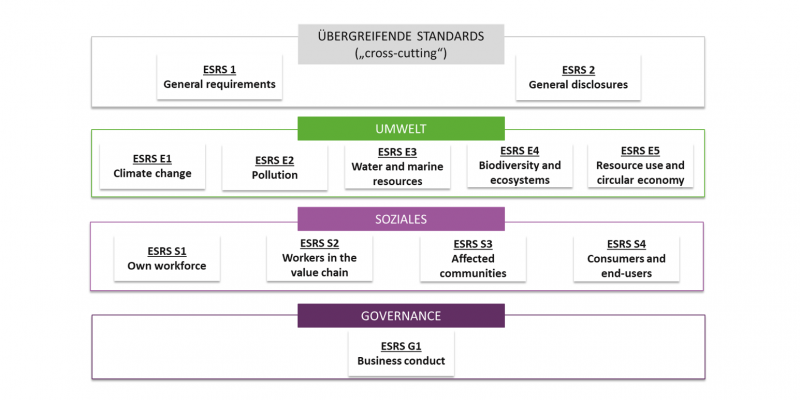 ÜBERGREIFENDE STANDARDS
(„cross-cutting“)
ESRS 1
General requirements
ESRS 2
General disclosures
UMWELT
ESRS E1
Climate change
ESRS E2
Pollution
ESRS E3
Water and marine
resources
ESRS E4
Biodiversity and
ecosystems
ESRS E5
Resource use and
circular economy
SOZIALES
ESRS S1
Own workforce
ESRS S2
Workers in the
value chain
ESRS S3
Affected
communities
ESRS S4
Consumers and
end-users
GOVERNANCE
ESRS G1
Business conduct